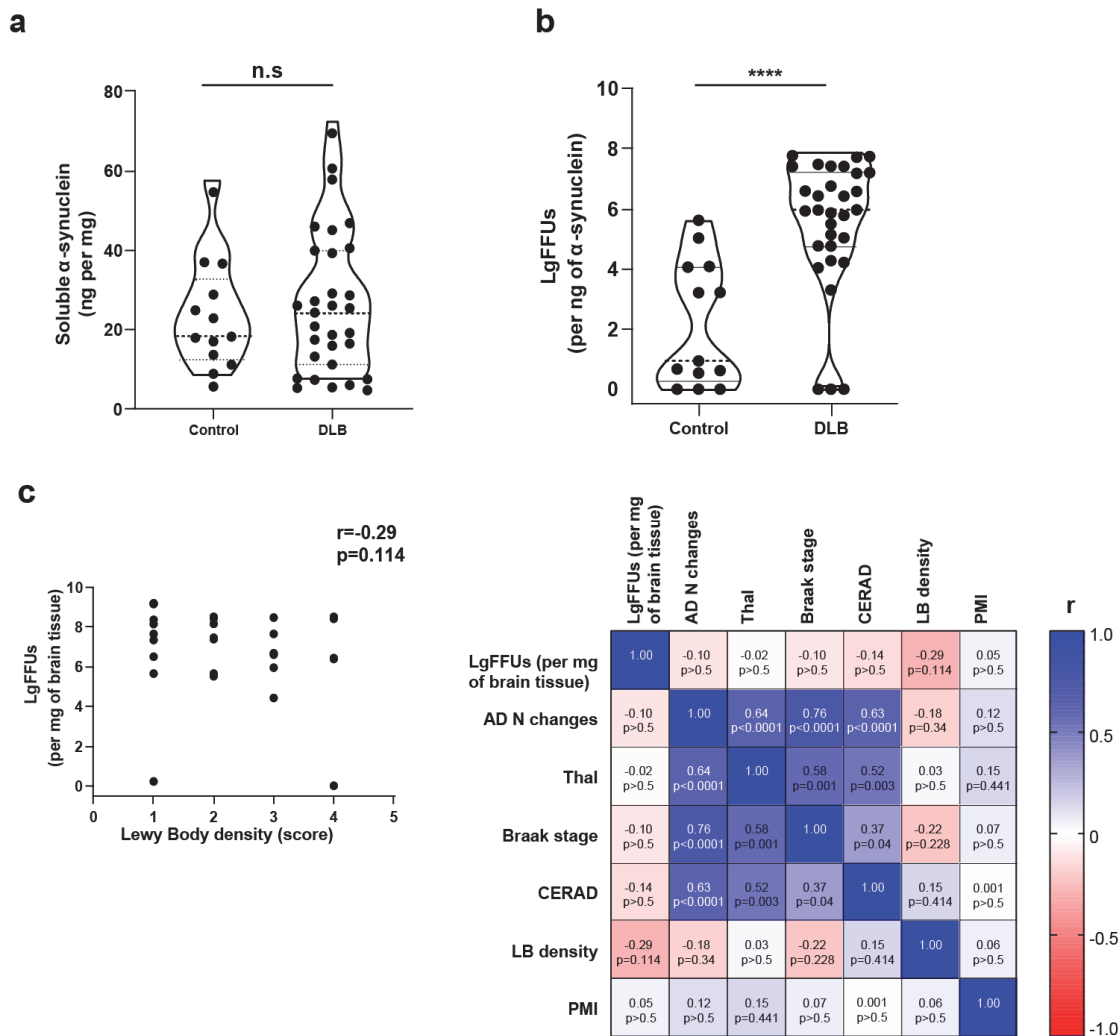 a
n.s
80
60
40
20
0
Soluble α-synuclein
(ng per mg)
Control
DLB
b
****
10
8
6
4
2
0
LgFFUs
(per ng of α-synuclein)
Control
DLB
c
r=-0.29
p=0.114
10
8
6
4
2
0
LgFFUs
(per mg of brain tissue)
0 1 2 3 4 5
Lewy Body density (score)
LgFFUs (per mg
of brain tissue)
AD N changes
Thal
Braak stage
CERAD
LB density
PMI
r
LgFFUs (per mg
of brain tissue)
1.00 -0.10 -0.02 -0.10 -0.14 -0.29 0.05
p>0.5 p>0.5 p>0.5 p>0.5 p=0.114 p>0.5
AD N changes
-0.10 1.00 0.64 0.76 0.63 -0.18 0.12
p>0.5 p<0.0001 p<0.0001 p<0.0001 p=0.34 p>0.5
Thal
-0.02 0.64 1.00 0.58 0.52 0.03 0.15
p>0.5 p<0.0001 p=0.001 p=0.003 p>0.5 p=0.441
Braak stage
-0.10 0.76 0.58 1.00 0.37 -0.22 0.07
p>0.5 p<0.0001 p=0.001 p=0.04 p=0.228 p>0.5
CERAD
-0.14 0.63 0.52 0.37 1.00 0.15 0.001
p>0.5 p<0.0001 p=0.003 p=0.04 p=0.414 p>0.5
LB density
-0.29 -0.18 0.03 -0.22 0.15 1.00 0.06
p=0.114 p=0.34 p>0.5 p=0.228 p=0.414 p>0.5
PMI
0.05 0.12 0.15 0.07 0.001 0.06 1.00
p>0.5 p>0.5 p=0.441 p>0.5 p>0.5 p>0.5
1.0
0.5
0
-0.5
-1.0